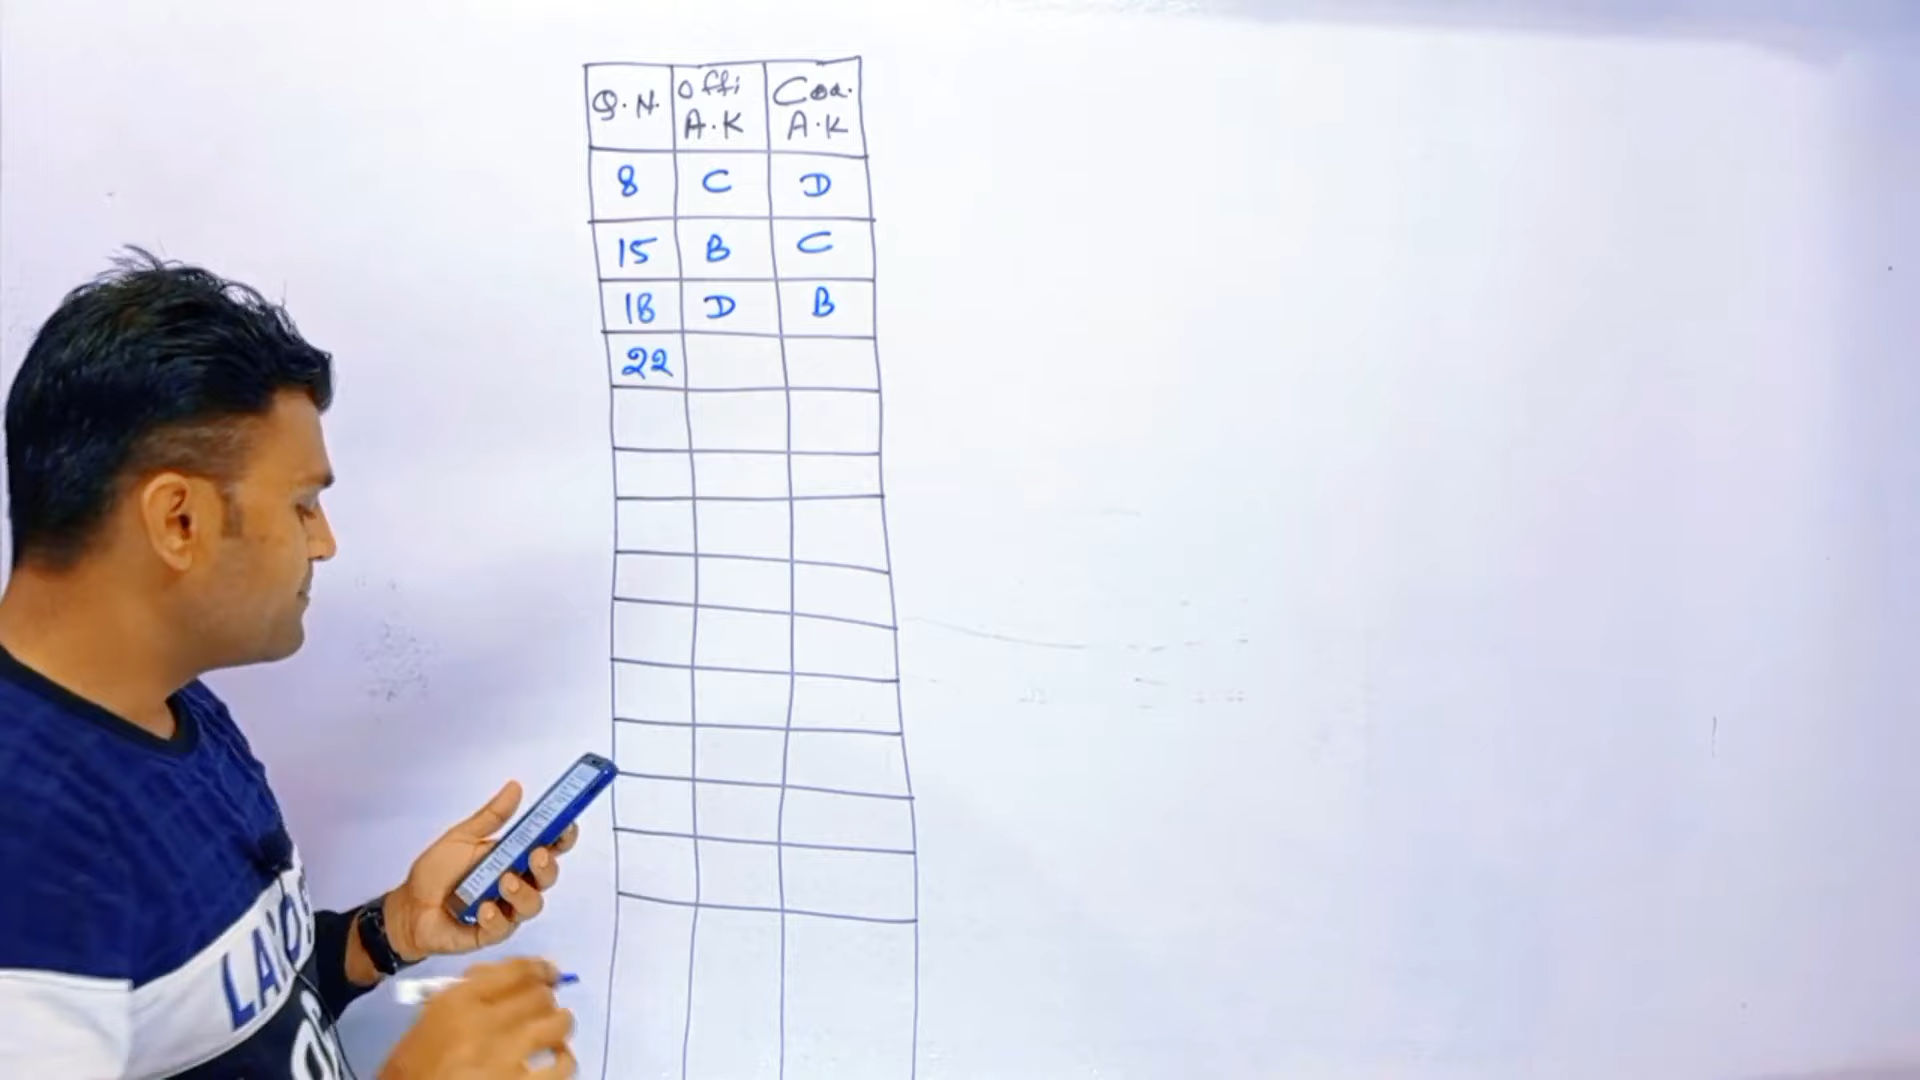 Q.N. Offi A.K Coa. A.K
8 C D
15 B C
18 D B
22